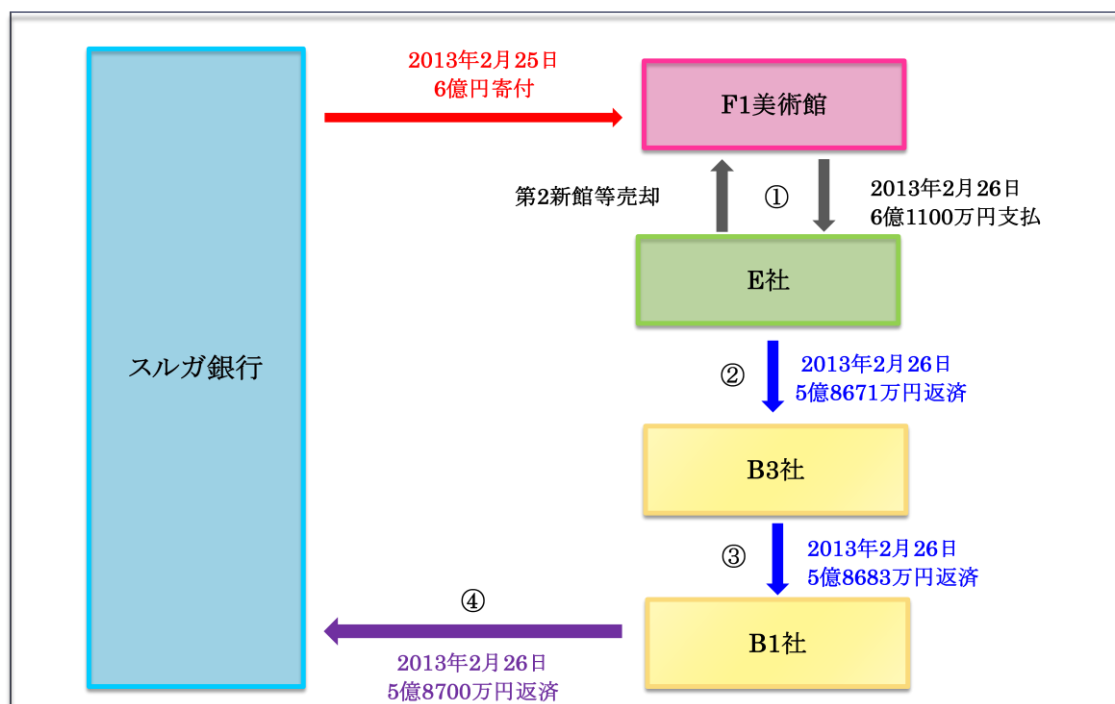 2013年2月25日
6億円寄付
F1美術館
第2新館等売却
①
2013年2月26日
6億1100万円支払
E社
スルガ銀行
②
2013年2月26日
5億8671万円返済
B3社
③
2013年2月26日
5億8683万円返済
④
B1社
2013年2月26日
5億8700万円返済